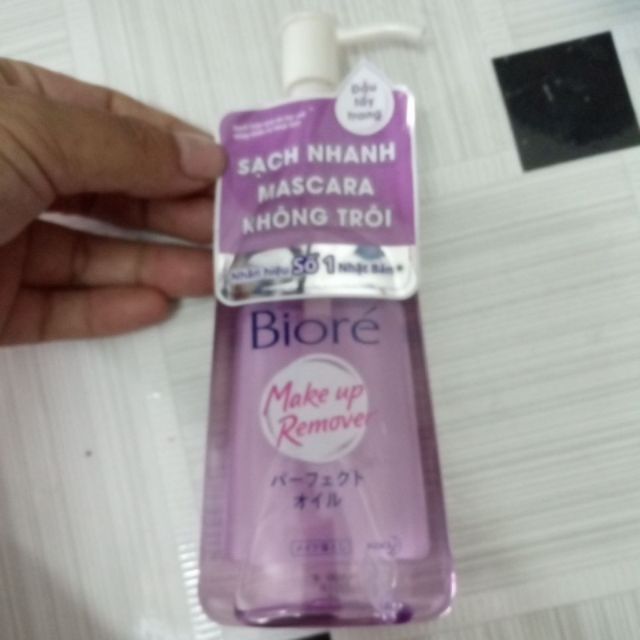 Dầu
tẩy
trang
SẠCH NHANH
MASCARA
KHÔNG TRÔI
Nhãn hiệu Số 1 Nhật Bản*
Bioré
Make up
Remover
パーフェクト
オイル